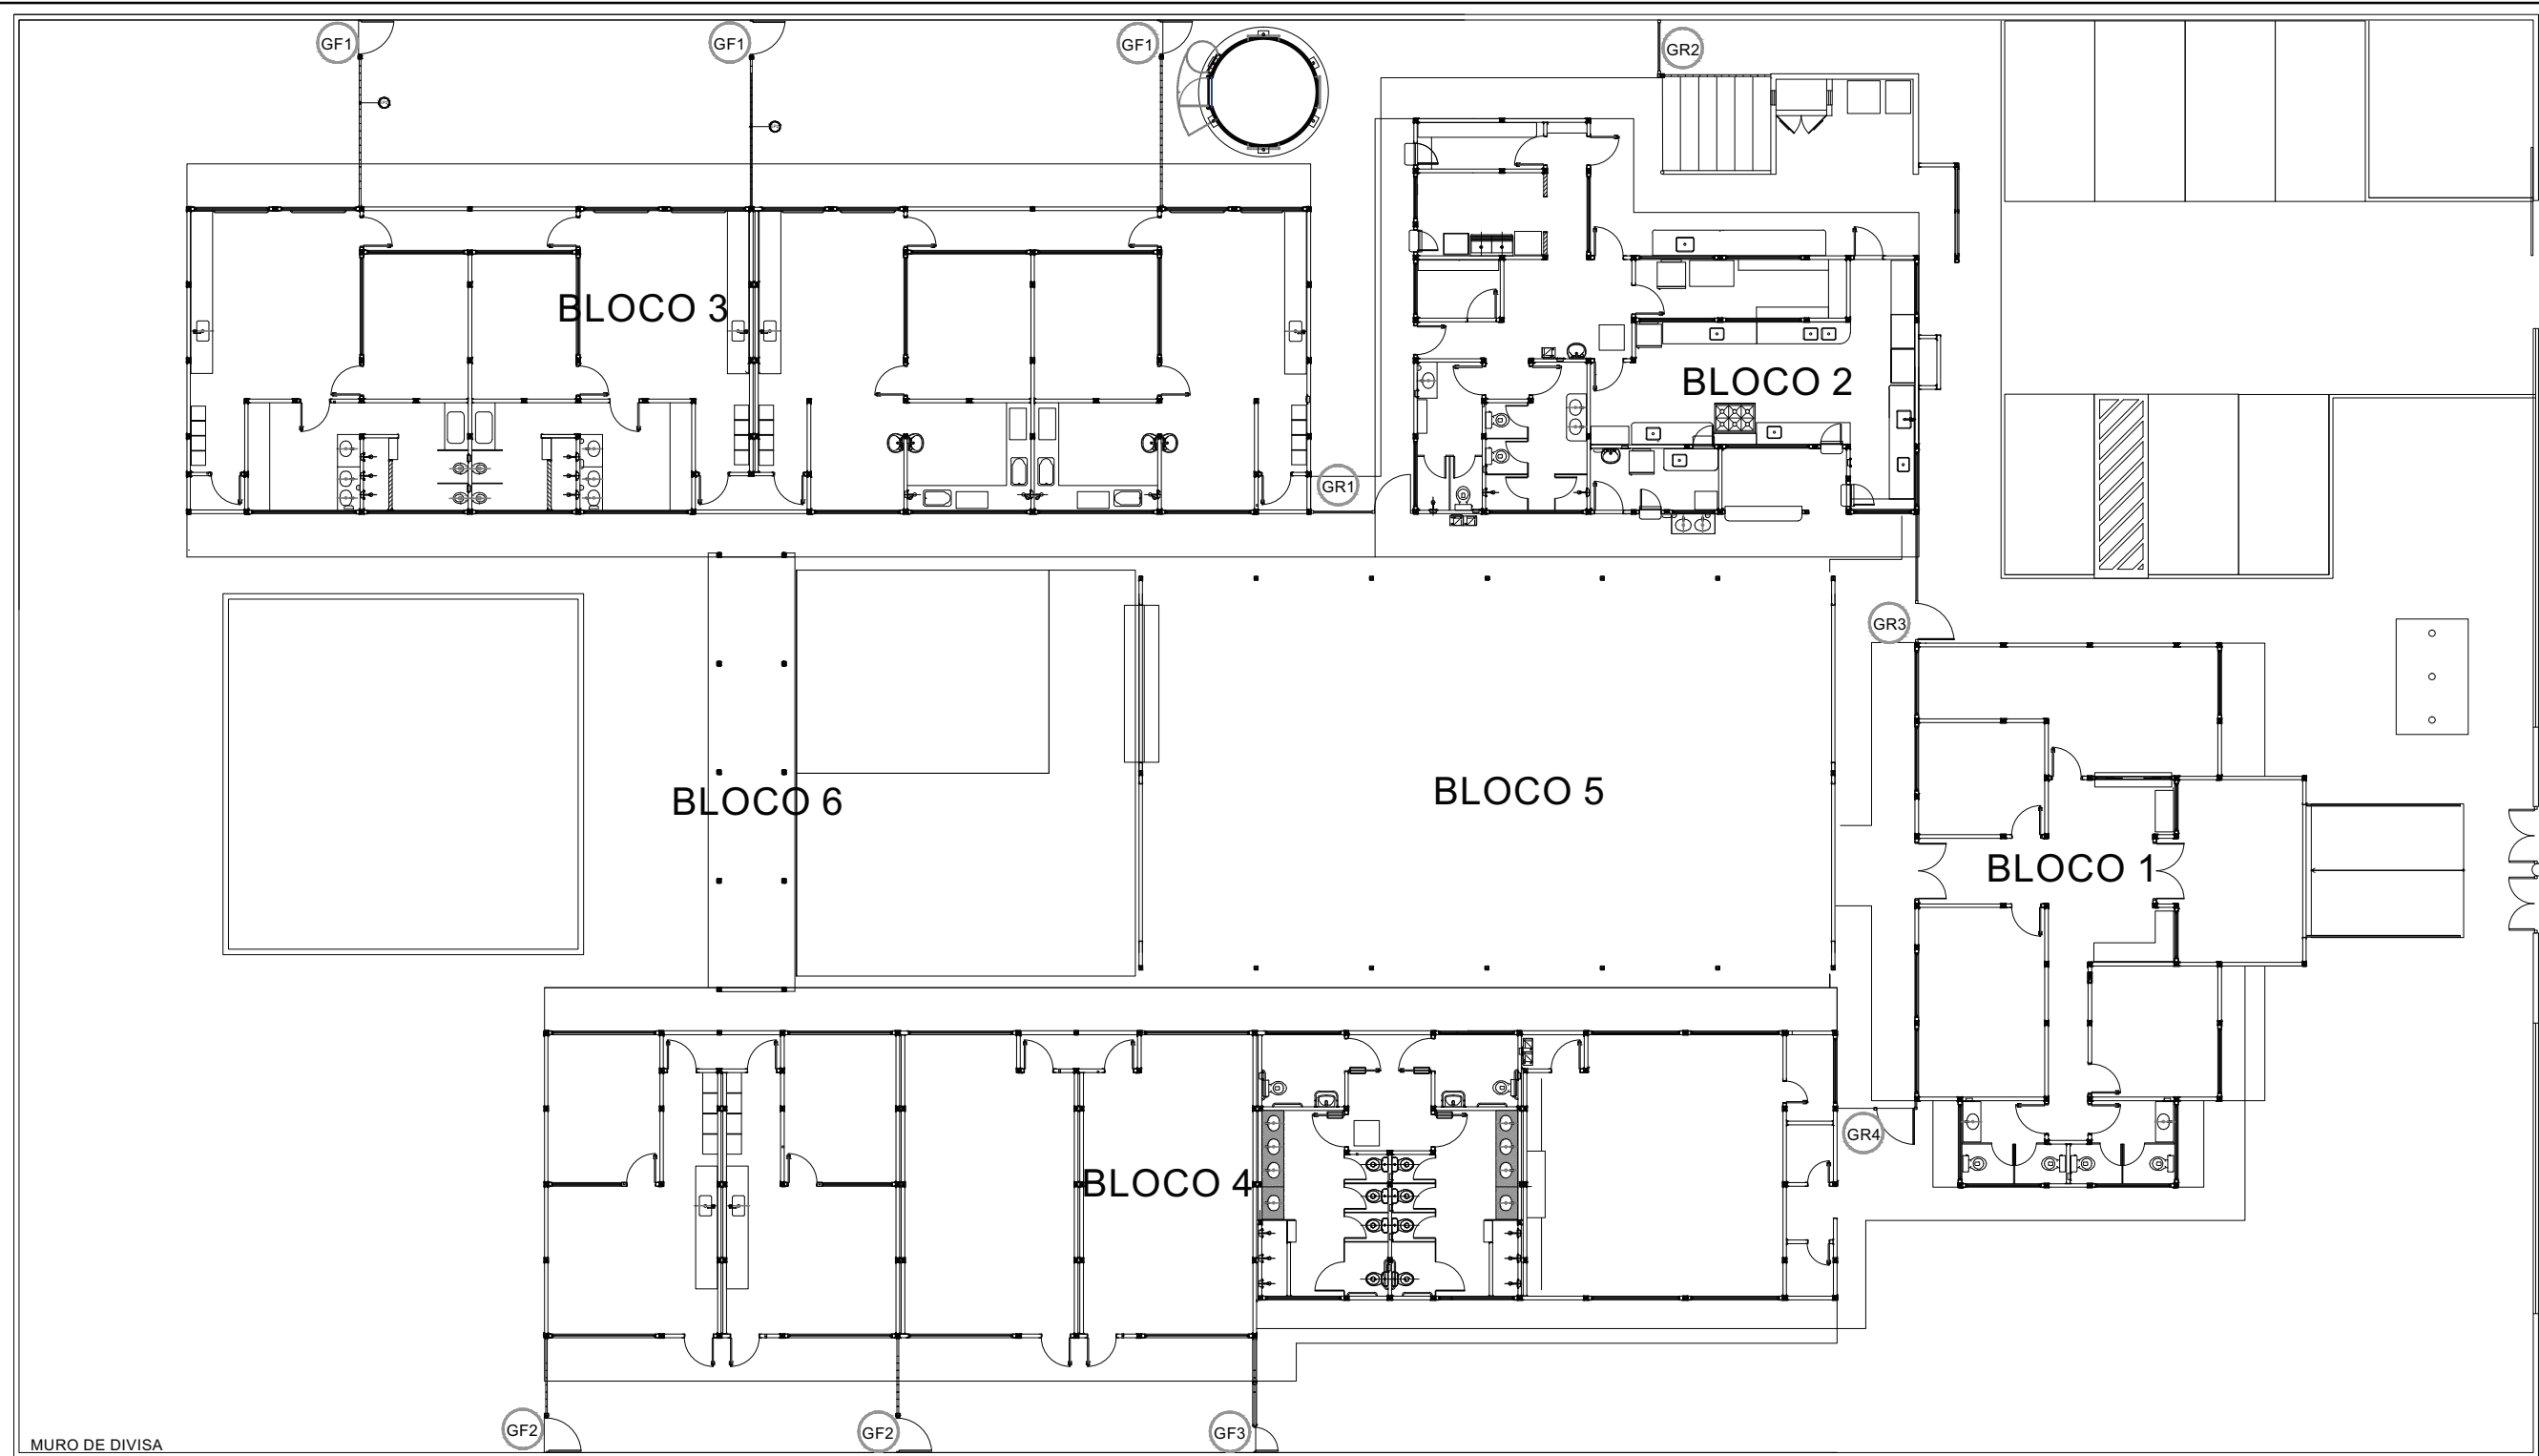 GF1
GF1
GF1
GR2
BLOCO 3
BLOCO 2
GR1
GR3
BLOCO 6
BLOCO 5
BLOCO 1
GR4
BLOCO 4
GF2
GF2
GF3
MURO DE DIVISA